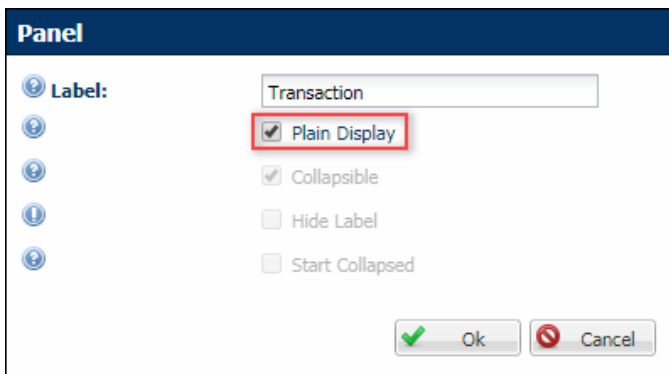 Panel
Label: Transaction
Plain Display
Collapsible
Hide Label
Start Collapsed
Ok Cancel